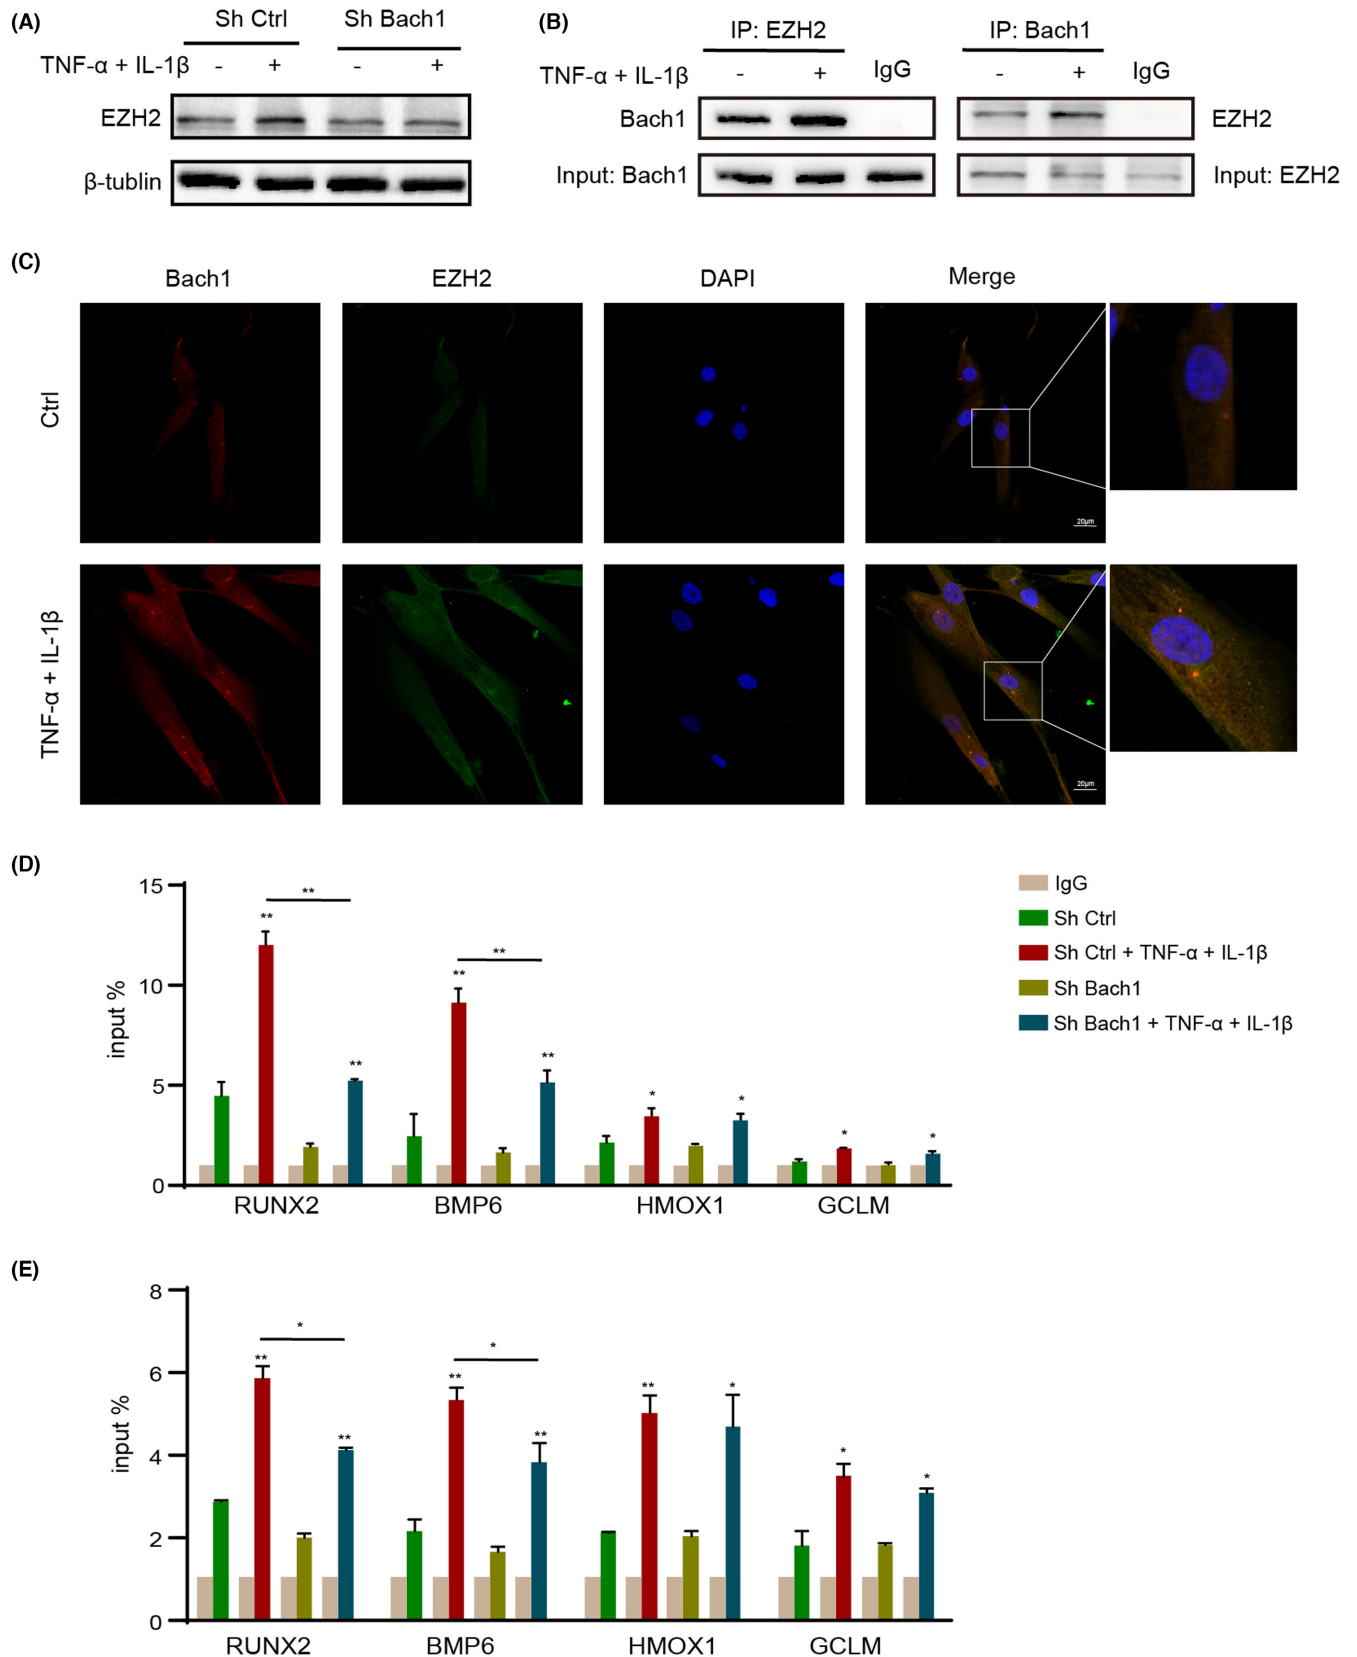 (A)
Sh Ctrl Sh Bach1
TNF-α + IL-1β - + - +
EZH2
β-tublin
(B)
IP: EZH2 IP: Bach1
TNF-α + IL-1β - + IgG - + IgG
Bach1 EZH2
Input: Bach1 Input: EZH2
(C)
Bach1 EZH2 DAPI Merge
Ctrl
20μm
TNF-α + IL-1β
20μm
(D)
input %
15
10
5
0
** ** **
** ** **
* *
* *
RUNX2 BMP6 HMOX1 GCLM
IgG
Sh Ctrl
Sh Ctrl + TNF-α + IL-1β
Sh Bach1
Sh Bach1 + TNF-α + IL-1β
(E)
input %
8
6
4
2
0
* ** **
* ** **
** *
* *
RUNX2 BMP6 HMOX1 GCLM